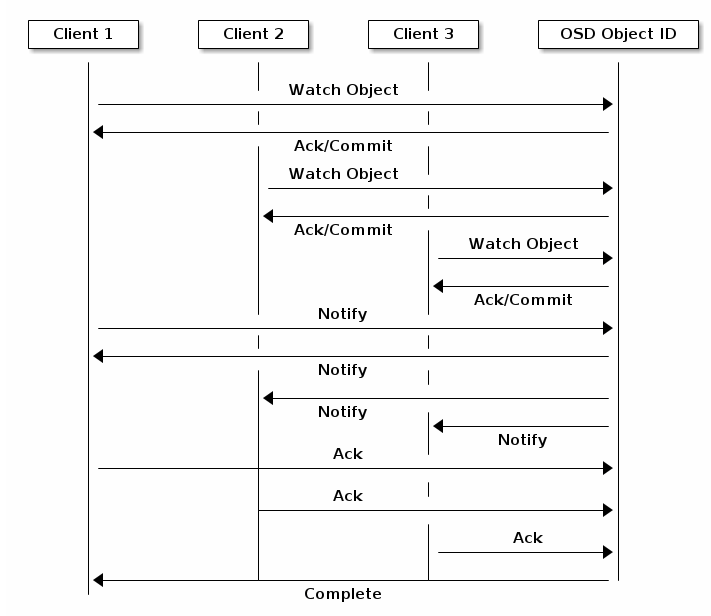 Client 1
Client 2
Client 3
OSD Object ID
Watch Object
Ack/Commit
Watch Object
Ack/Commit
Watch Object
Ack/Commit
Notify
Notify
Notify
Notify
Ack
Ack
Ack
Complete